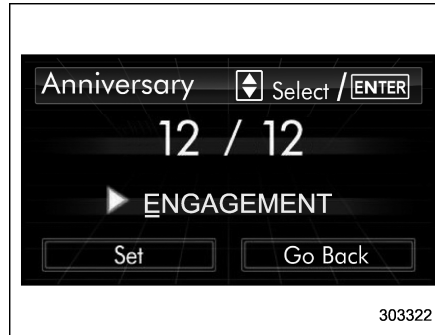 Anniversary Select / ENTER
12 / 12
ENGAGEMENT
Set Go Back
303322